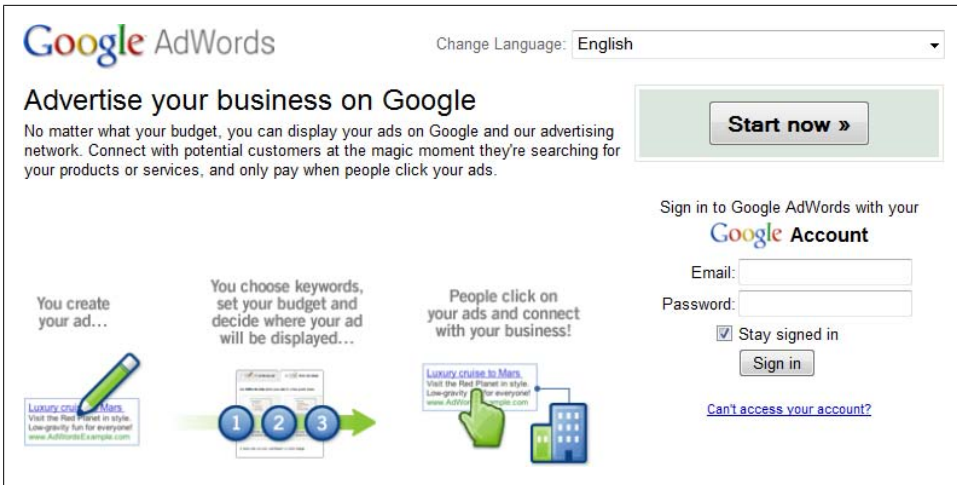 Google AdWords
Change Language: English
Advertise your business on Google
No matter what your budget, you can display your ads on Google and our advertising
network. Connect with potential customers at the magic moment they're searching for
your products or services, and only pay when people click your ads.
Start now »
Sign in to Google AdWords with your
Google Account
Email:
Password:
Stay signed in
Sign in
Can't access your account?
You create
your ad...
Luxury cruise to Mars
Visit the Red Planet in style.
Low-gravity fun for everyone!
www.AdWordsExample.com
You choose keywords,
set your budget and
decide where your ad
will be displayed...
1 2 3
People click on
your ads and connect
with your business!
Luxury cruise to Mars
Visit the Red Planet in style.
Low-gravity for everyone!
www.AdWor .com